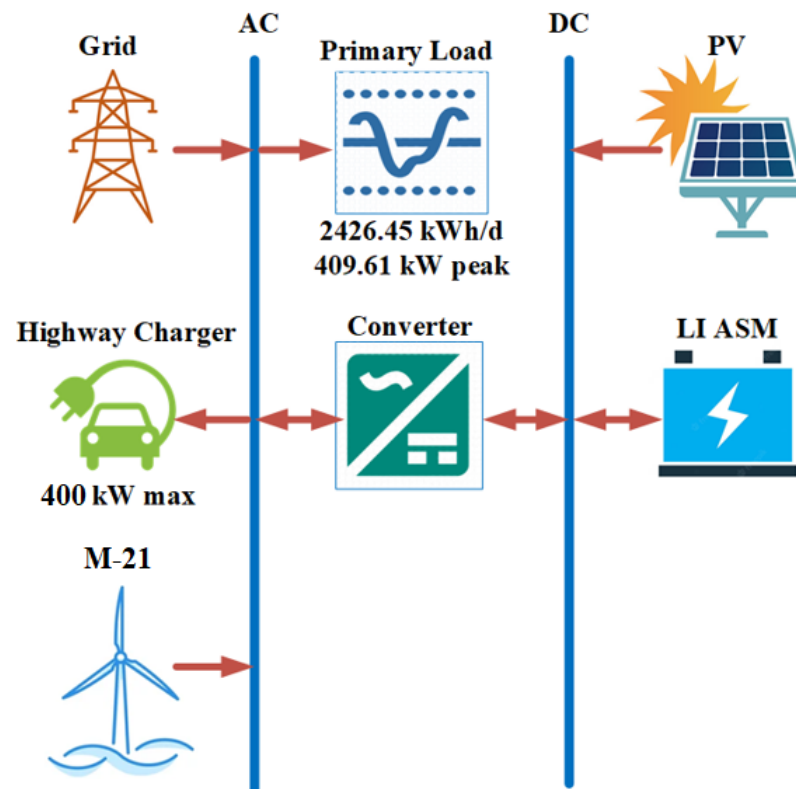 AC
DC
Grid
Primary Load
PV
2426.45 kWh/d
409.61 kW peak
Highway Charger
Converter
LI ASM
400 kW max
M-21